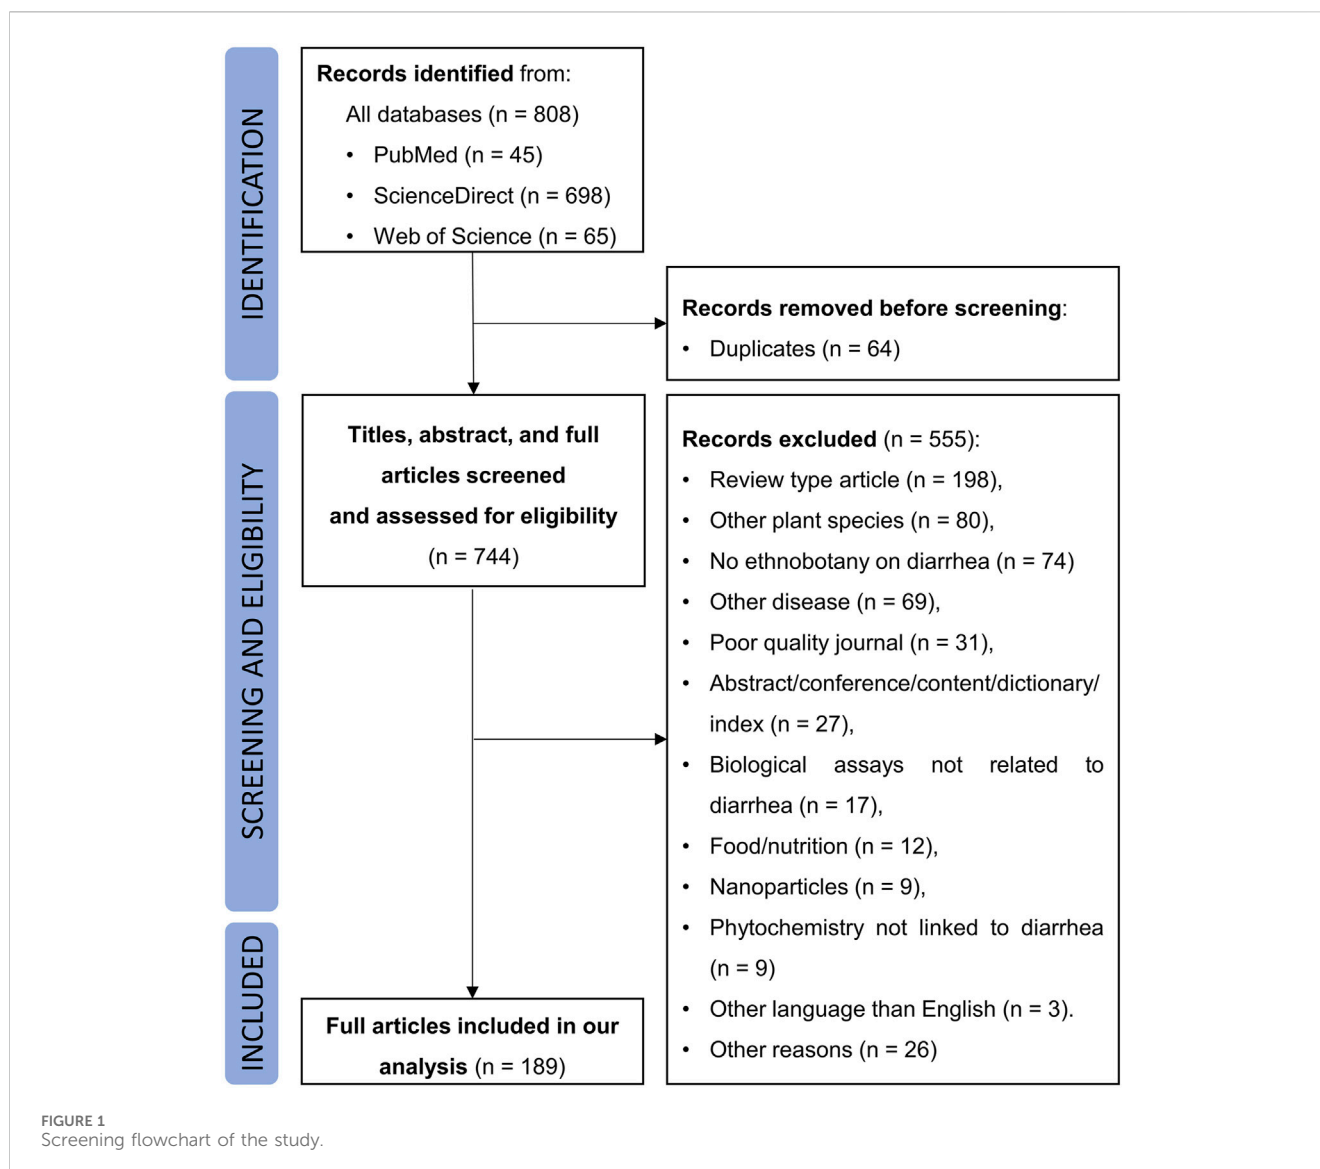 IDENTIFICATION
Records identified from:
All databases (n = 808)
• PubMed (n = 45)
• ScienceDirect (n = 698)
• Web of Science (n = 65)
Records removed before screening:
• Duplicates (n = 64)
SCREENING AND ELIGIBILITY
Titles, abstract, and full
articles screened
and assessed for eligibility
(n = 744)
Records excluded (n = 555):
• Review type article (n = 198),
• Other plant species (n = 80),
• No ethnobotany on diarrhea (n = 74)
• Other disease (n = 69),
• Poor quality journal (n = 31),
• Abstract/conference/content/dictionary/
index (n = 27),
• Biological assays not related to
diarrhea (n = 17),
• Food/nutrition (n = 12),
• Nanoparticles (n = 9),
• Phytochemistry not linked to diarrhea
(n = 9)
• Other language than English (n = 3).
• Other reasons (n = 26)
INCLUDED
Full articles included in our
analysis (n = 189)
FIGURE 1
Screening flowchart of the study.